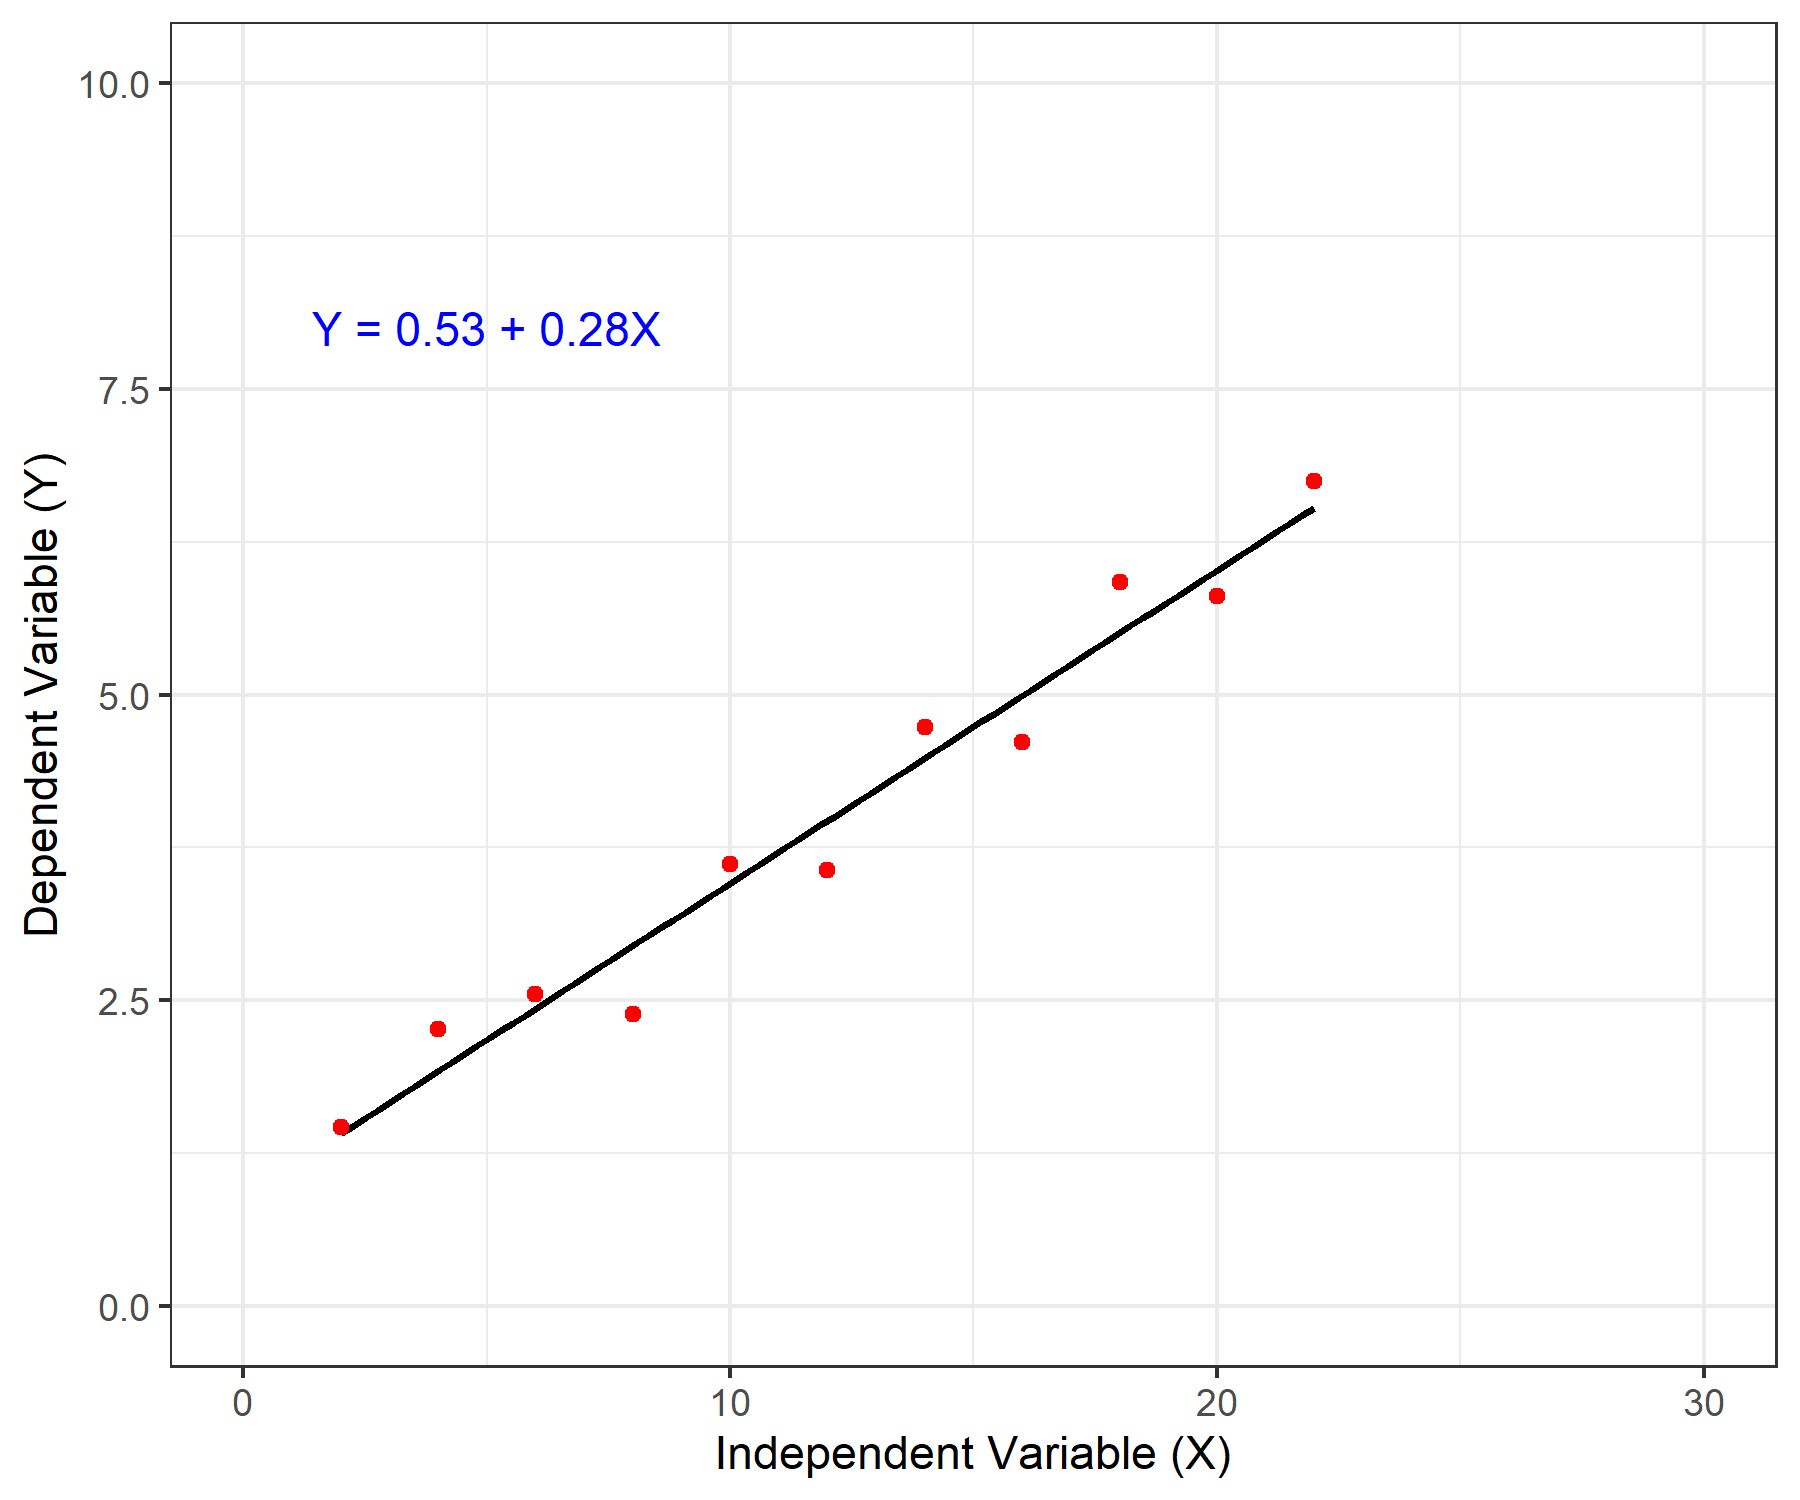 10.0
7.5
5.0
2.5
0.0
Y = 0.53 + 0.28X
Dependent Variable (Y)
0 10 20 30
Independent Variable (X)